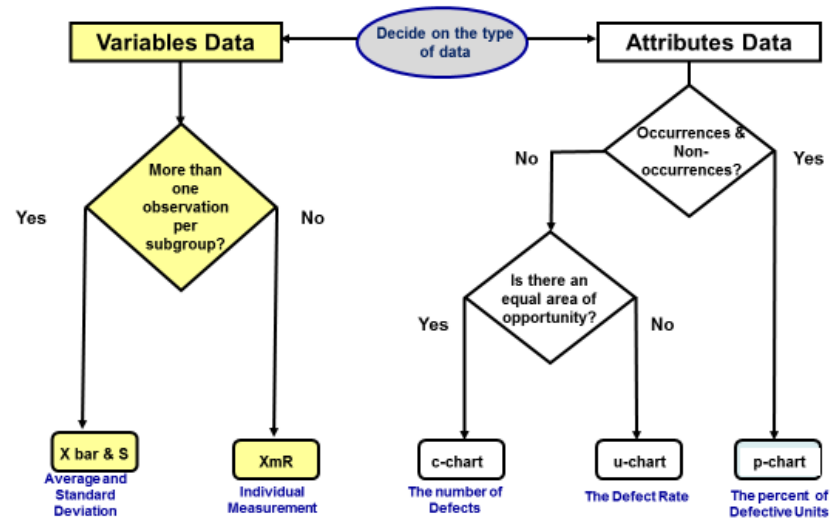 Decide on the type
of data
Variables Data
Attributes Data
More than
one
observation
per
subgroup?
Yes
No
Occurrences &
Non-
occurrences?
No
Yes
Is there an
equal area of
opportunity?
Yes
No
X bar & S
Average and
Standard
Deviation
XmR
Individual
Measurement
c-chart
The number of
Defects
u-chart
The Defect Rate
p-chart
The percent of
Defective Units